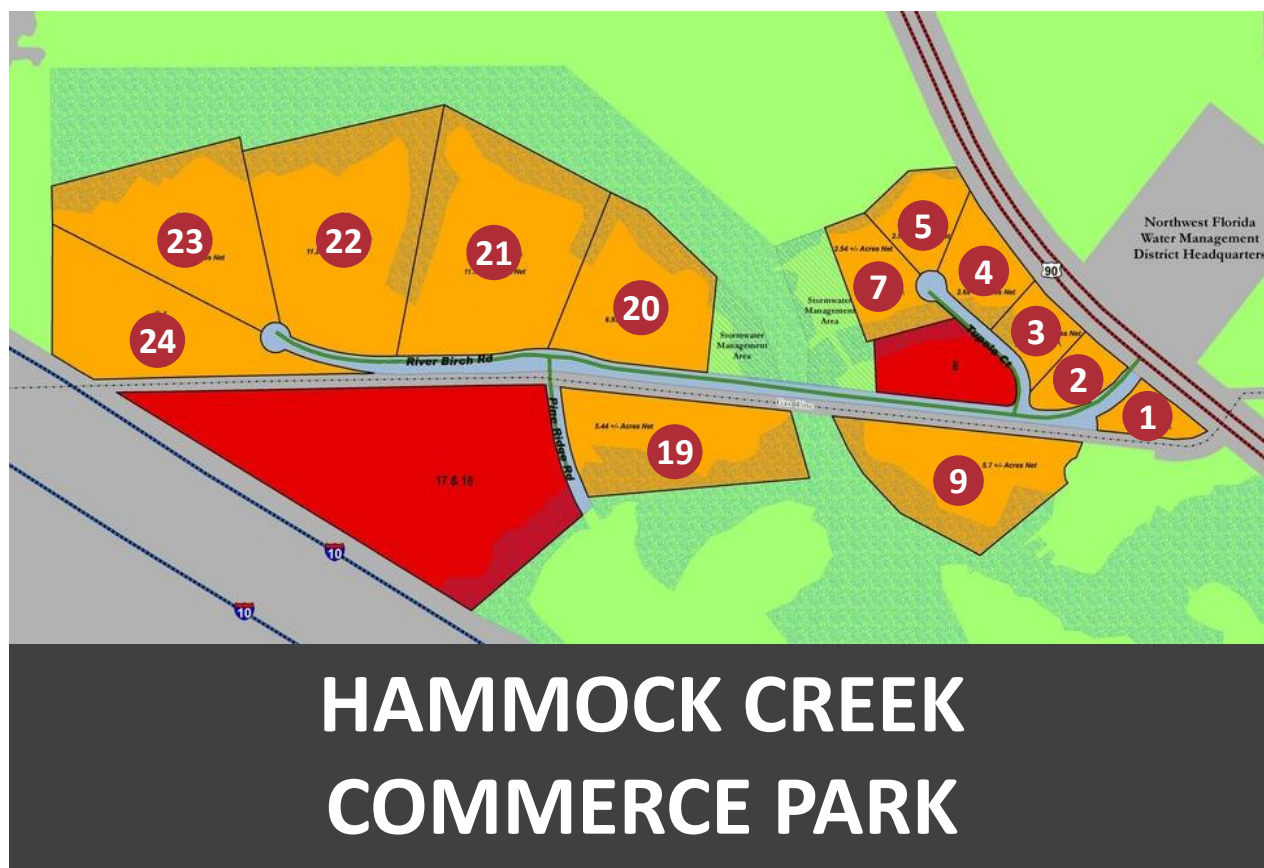 Northwest Florida
Water Management
District Headquarters
90
5
4
2.54 +/- Acres Net
7
23
22
21
20
3
Stormwater
Management
Area
Stormwater
Management
Area
Tupelo Ct
24
River Birch Rd
8
2
1
5.44 +/- Acres Net
19
Pine Ridge Rd
17 & 18
5.7 +/- Acres Net
9
10
10
HAMMOCK CREEK
COMMERCE PARK